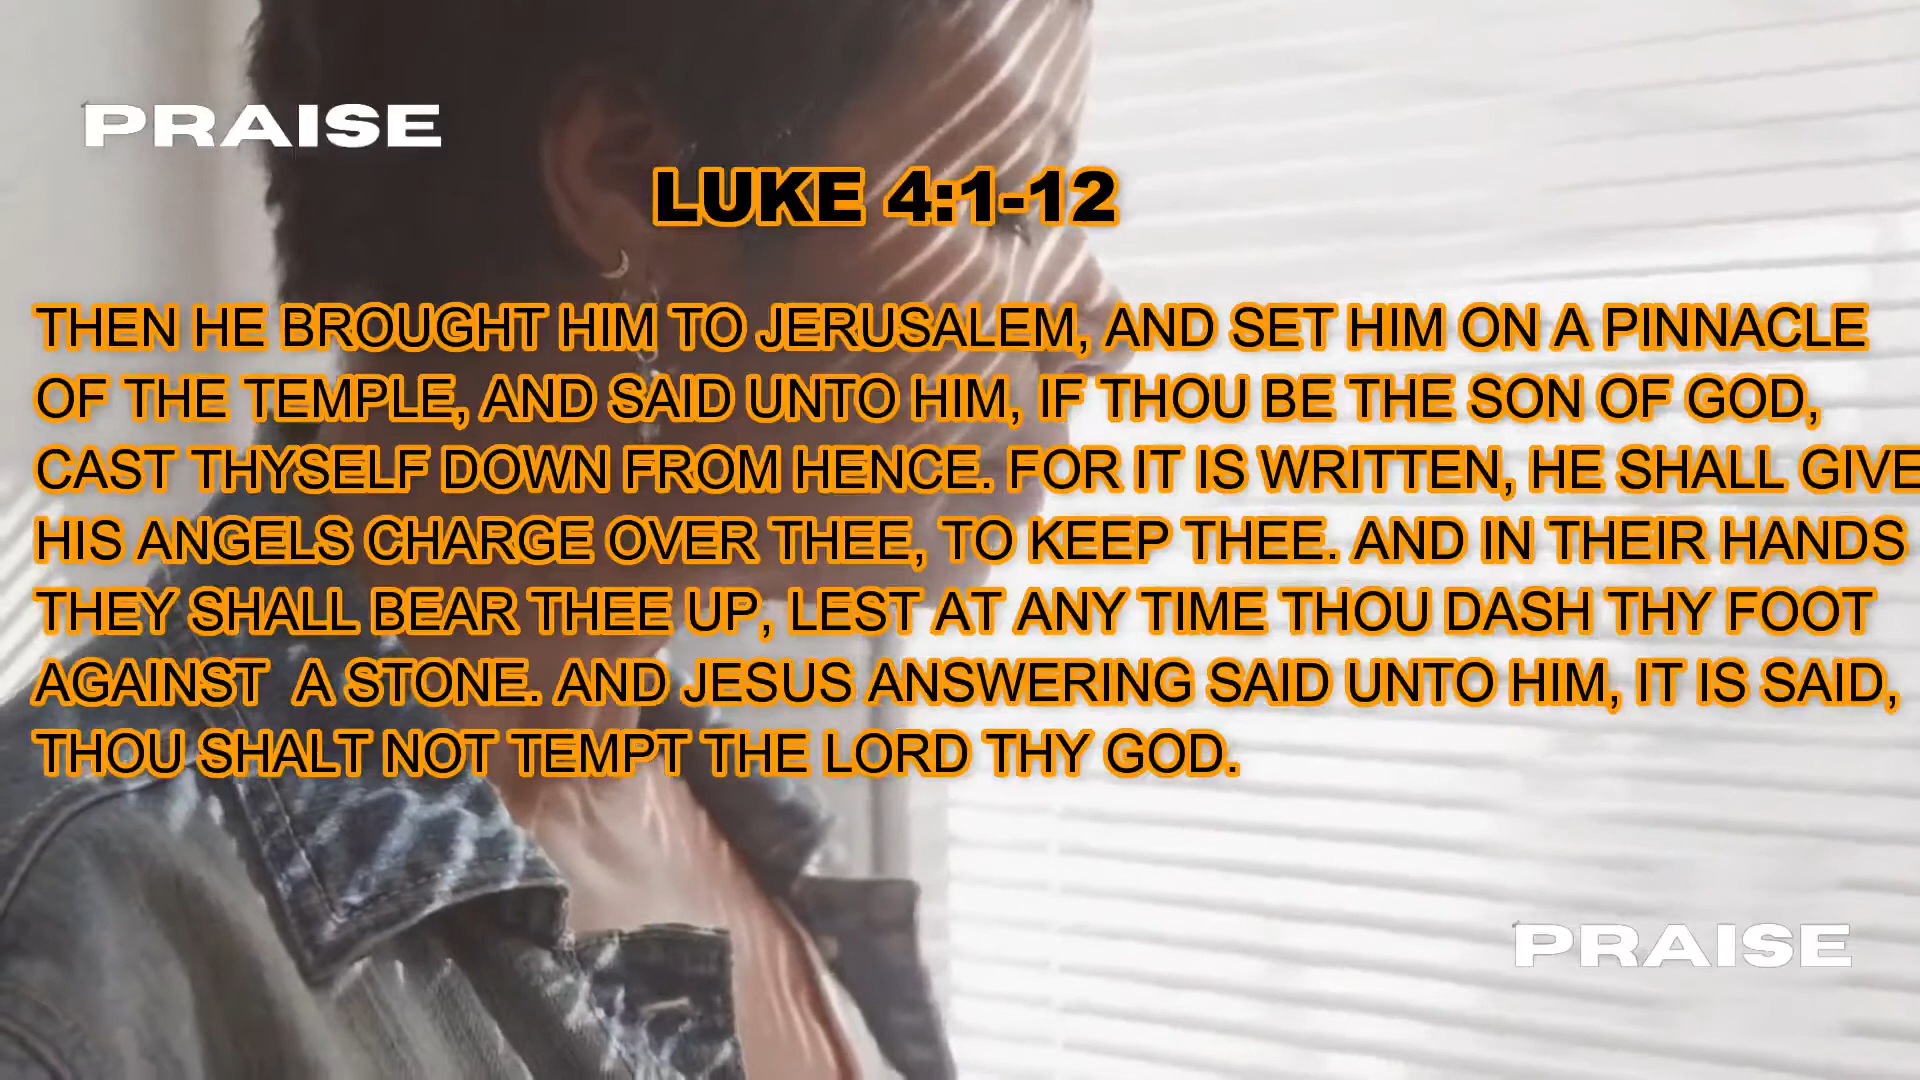 PRAISE
LUKE 4:1-12
THEN HE BROUGHT HIM TO JERUSALEM, AND SET HIM ON A PINNACLE
OF THE TEMPLE, AND SAID UNTO HIM, IF THOU BE THE SON OF GOD,
CAST THYSELF DOWN FROM HENCE. FOR IT IS WRITTEN, HE SHALL GIVE
HIS ANGELS CHARGE OVER THEE, TO KEEP THEE. AND IN THEIR HANDS
THEY SHALL BEAR THEE UP, LEST AT ANY TIME THOU DASH THY FOOT
AGAINST  A STONE. AND JESUS ANSWERING SAID UNTO HIM, IT IS SAID,
THOU SHALT NOT TEMPT THE LORD THY GOD.
PRAISE